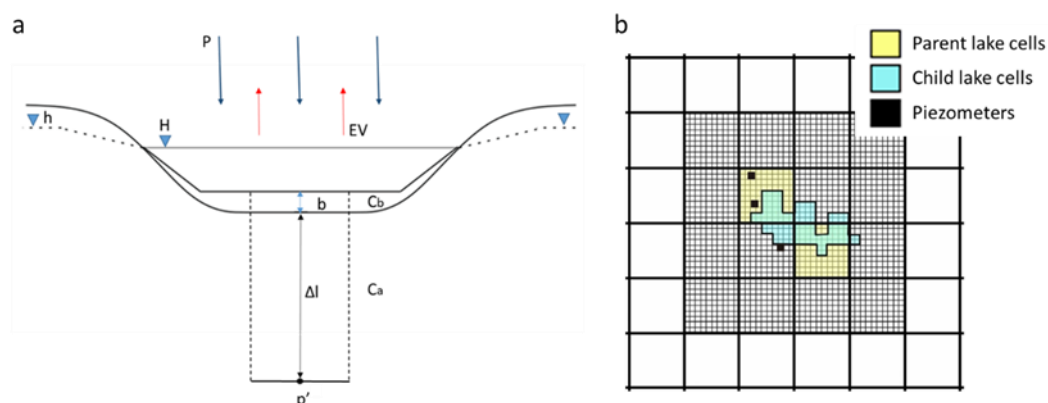 a
P
h
H
EV
b
Cb
Δl
Ca
p'
b
Parent lake cells
Child lake cells
Piezometers